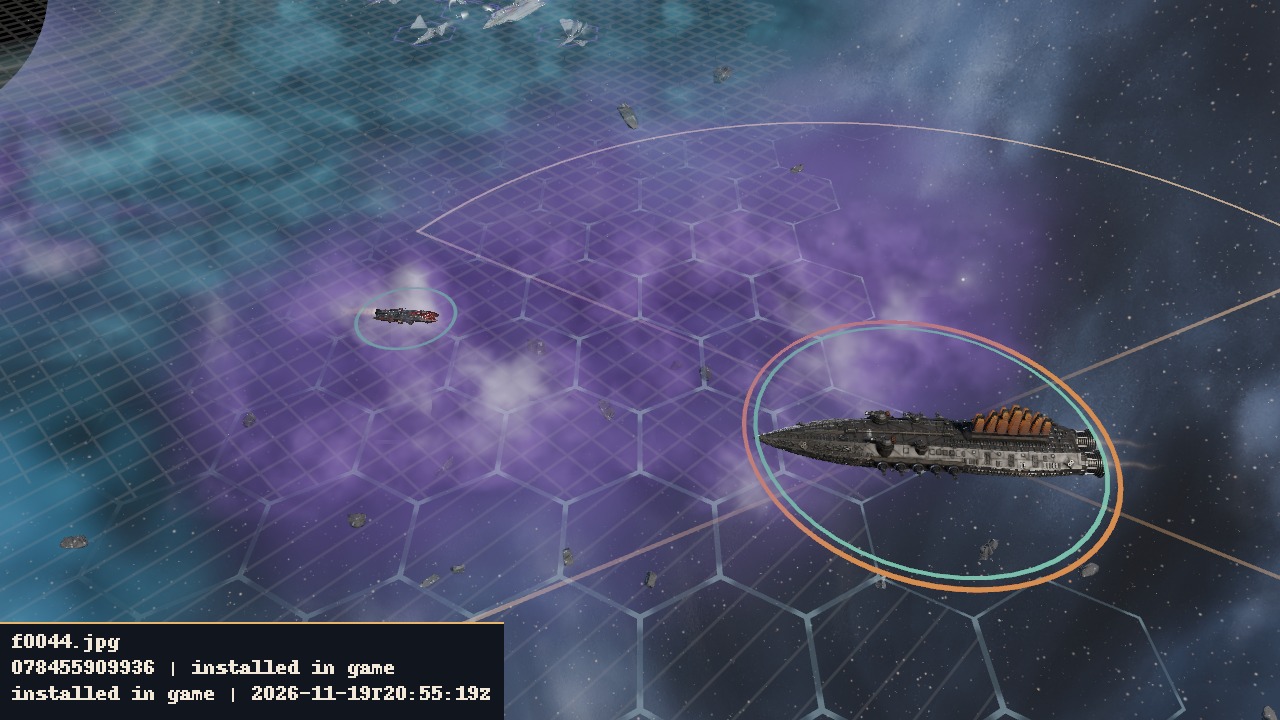 f0044.jpg
078455909936 | installed in game
installed in game | 2026-11-19T20:55:19Z